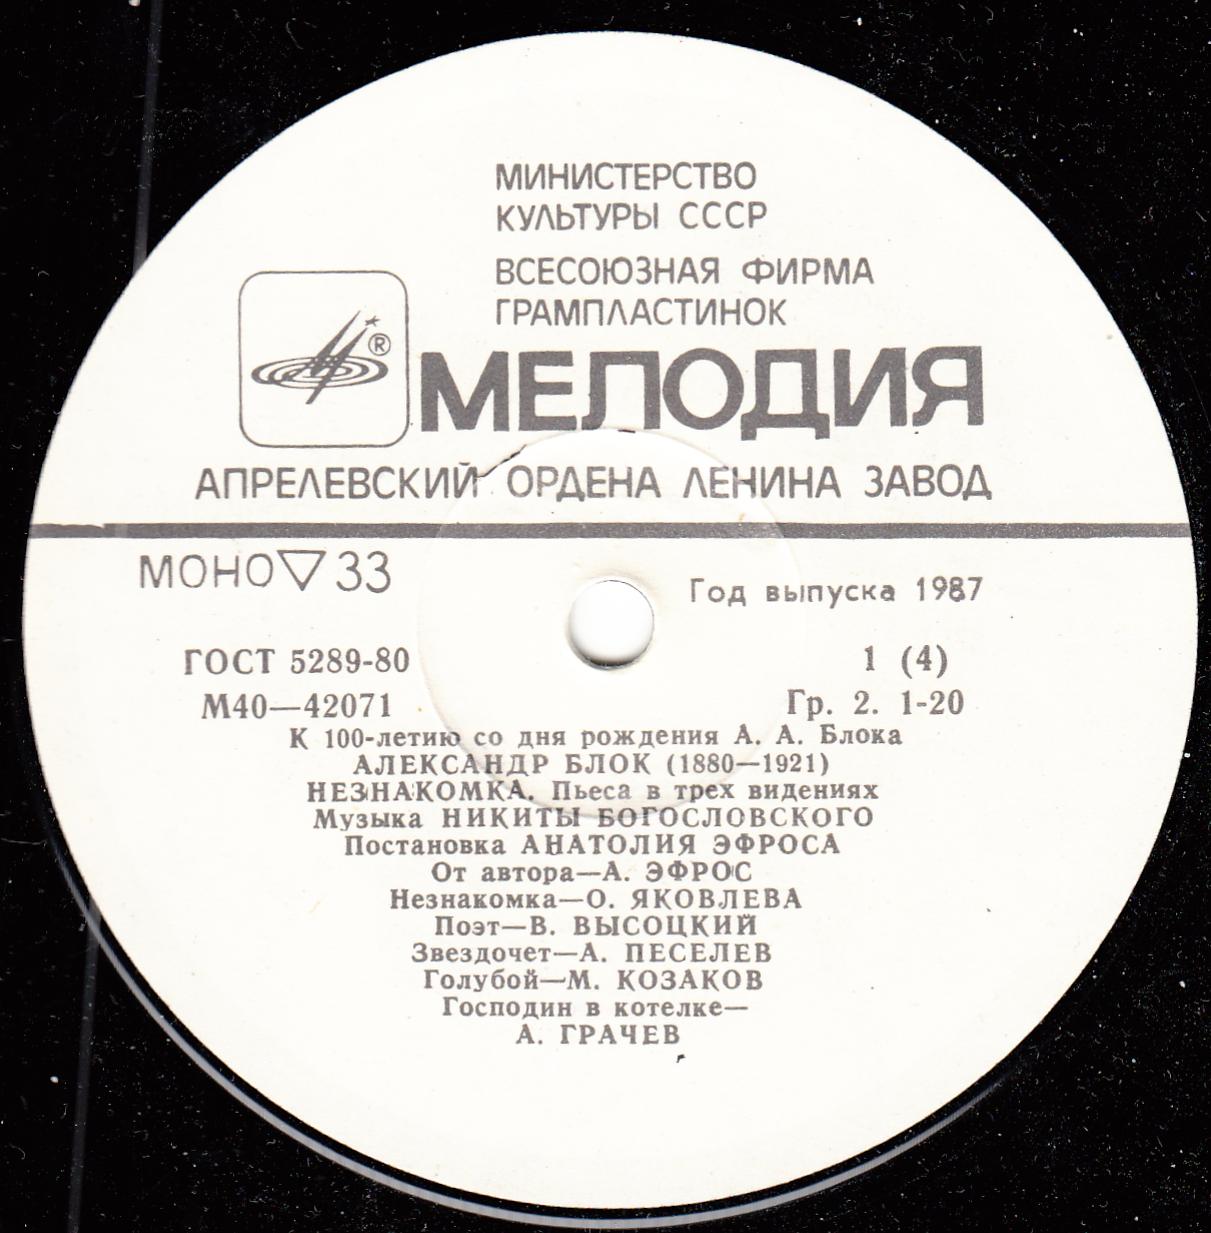 МИНИСТЕРСТВО
КУЛЬТУРЫ СССР
ВСЕСОЮЗНАЯ ФИРМА
ГРАМПЛАСТИНОК
®
МЕЛОДИЯ
АПРЕЛЕВСКИЙ ОРДЕНА ЛЕНИНА ЗАВОД
МОНО ▽ 33
Год выпуска 1987
ГОСТ 5289-80
1 (4)
М40—42071
Гр. 2. 1-20
К 100-летию со дня рождения А. А. Блока
АЛЕКСАНДР БЛОК (1880—1921)
НЕЗНАКОМКА. Пьеса в трех видениях
Музыка НИКИТЫ БОГОСЛОВСКОГО
Постановка АНАТОЛИЯ ЭФРОСА
От автора—А. ЭФРОС
Незнакомка—О. ЯКОВЛЕВА
Поэт—В. ВЫСОЦКИЙ
Звездочет—А. ПЕСЕЛЕВ
Голубой—М. КОЗАКОВ
Господин в котелке—
А. ГРАЧЕВ